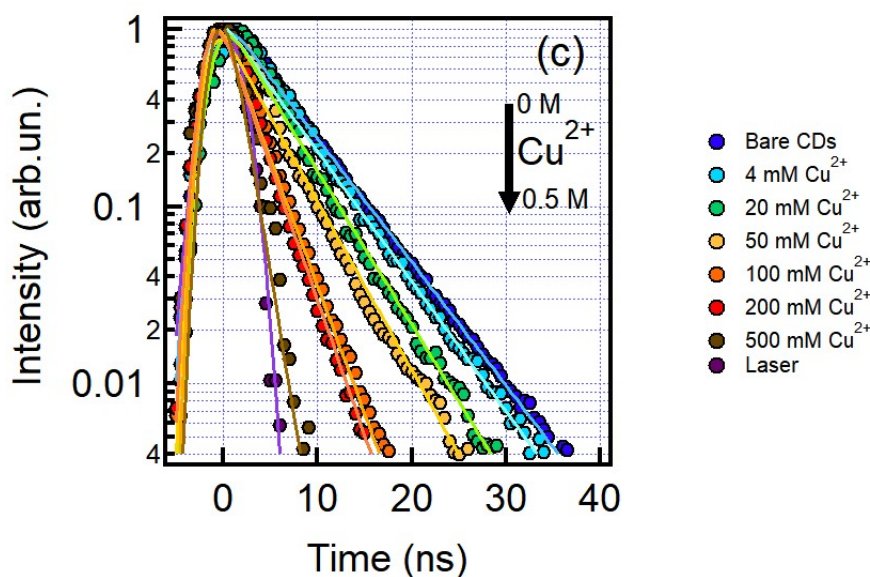 (c)
0 M
Cu²⁺
0.5 M
Intensity (arb.un.)
1
4
2
0.1
4
2
0.01
4
0
10
20
30
40
Time (ns)
Bare CDs
4 mM Cu²⁺
20 mM Cu²⁺
50 mM Cu²⁺
100 mM Cu²⁺
200 mM Cu²⁺
500 mM Cu²⁺
Laser